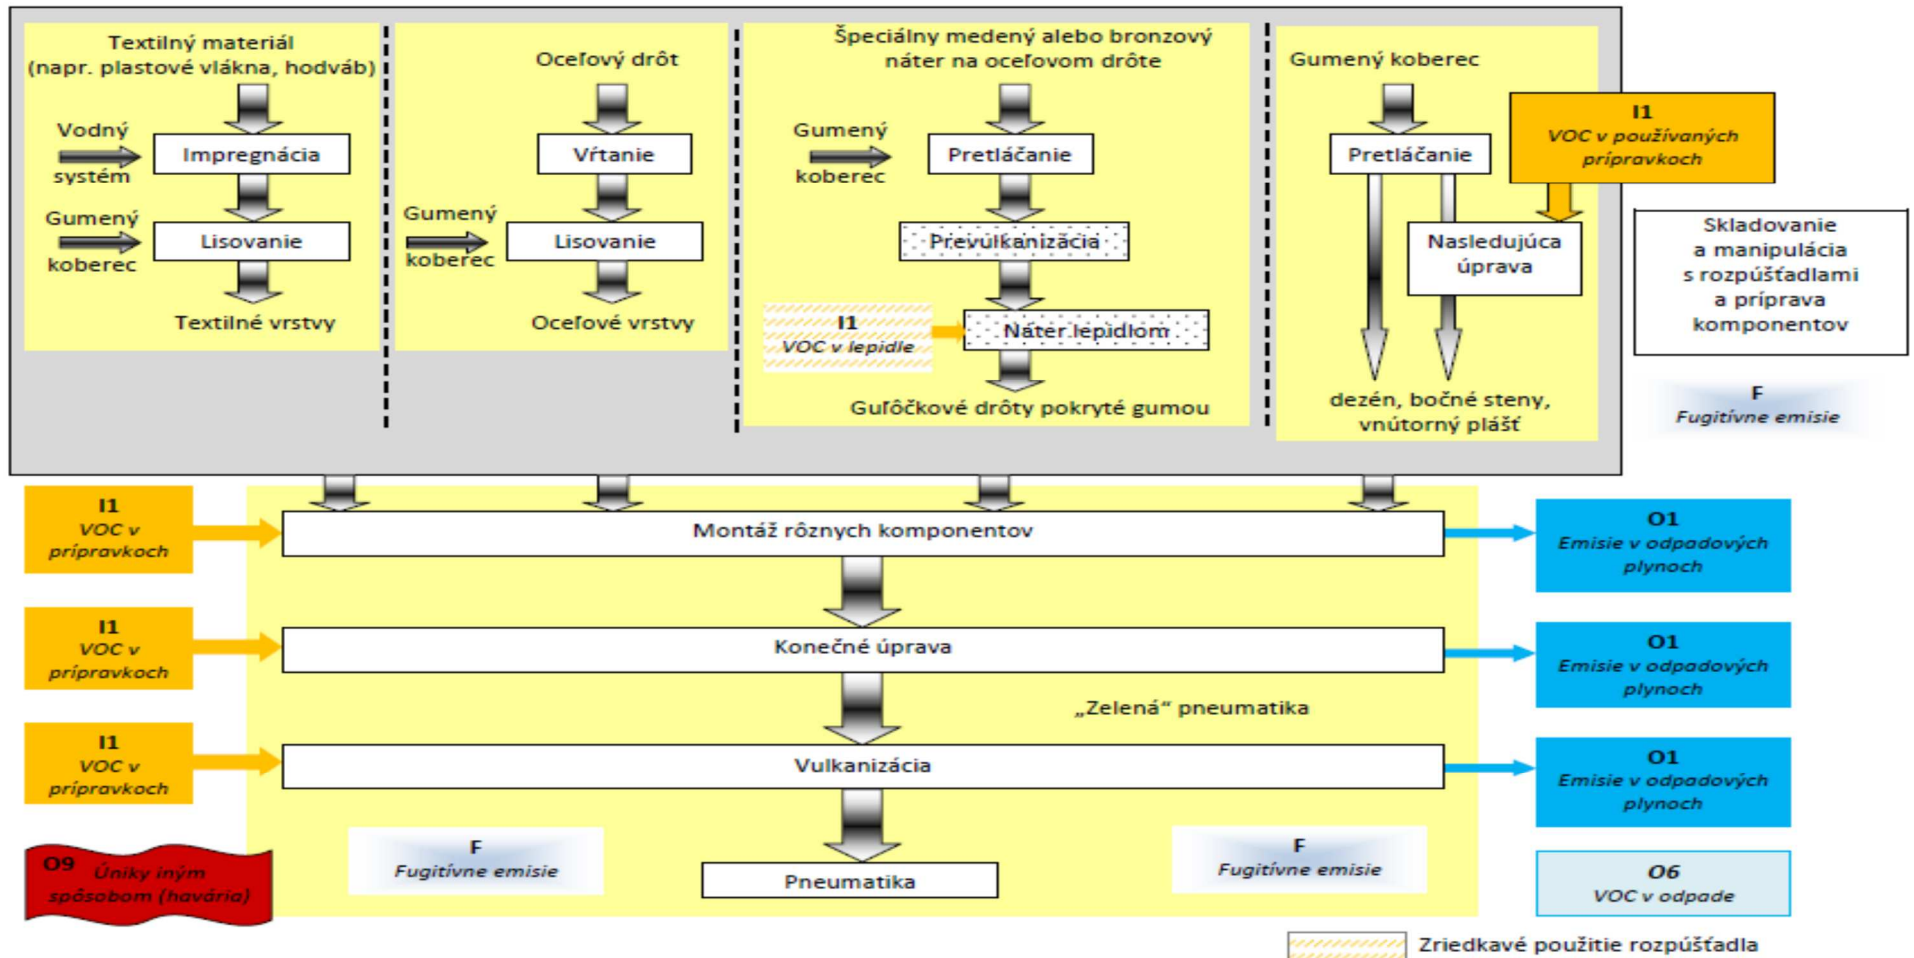 Textilný materiál
(napr. plastové vlákna, hodváb)
Vodný
systém
Impregnácia
Gumený
koberec
Lisovanie
Textilné vrstvy
Oceľový drôt
Vŕtanie
Gumený
koberec
Lisovanie
Oceľové vrstvy
Špeciálny medený alebo bronzový
náter na oceľovom drôte
Gumený
koberec
Pretláčanie
Prevulkanizácia
I1
VOC v lepidle
Náter lepidlom
Guľôčkové drôty pokryté gumou
Gumený koberec
Pretláčanie
I1
VOC v používaných
prípravkoch
Nasledujúca
úprava
dezén, bočné steny,
vnútorný plášť
Skladovanie
a manipulácia
s rozpúšťadlami
a príprava
komponentov
F
Fugitívne emisie
I1
VOC v
prípravkoch
Montáž rôznych komponentov
O1
Emisie v odpadových
plynoch
I1
VOC v
prípravkoch
Konečné úprava
O1
Emisie v odpadových
plynoch
„Zelená“ pneumatika
I1
VOC v
prípravkoch
Vulkanizácia
O1
Emisie v odpadových
plynoch
O9 Úniky iným
spôsobom (havária)
F
Fugitívne emisie
Pneumatika
F
Fugitívne emisie
O6
VOC v odpade
Zriedkavé použitie rozpúšťadla